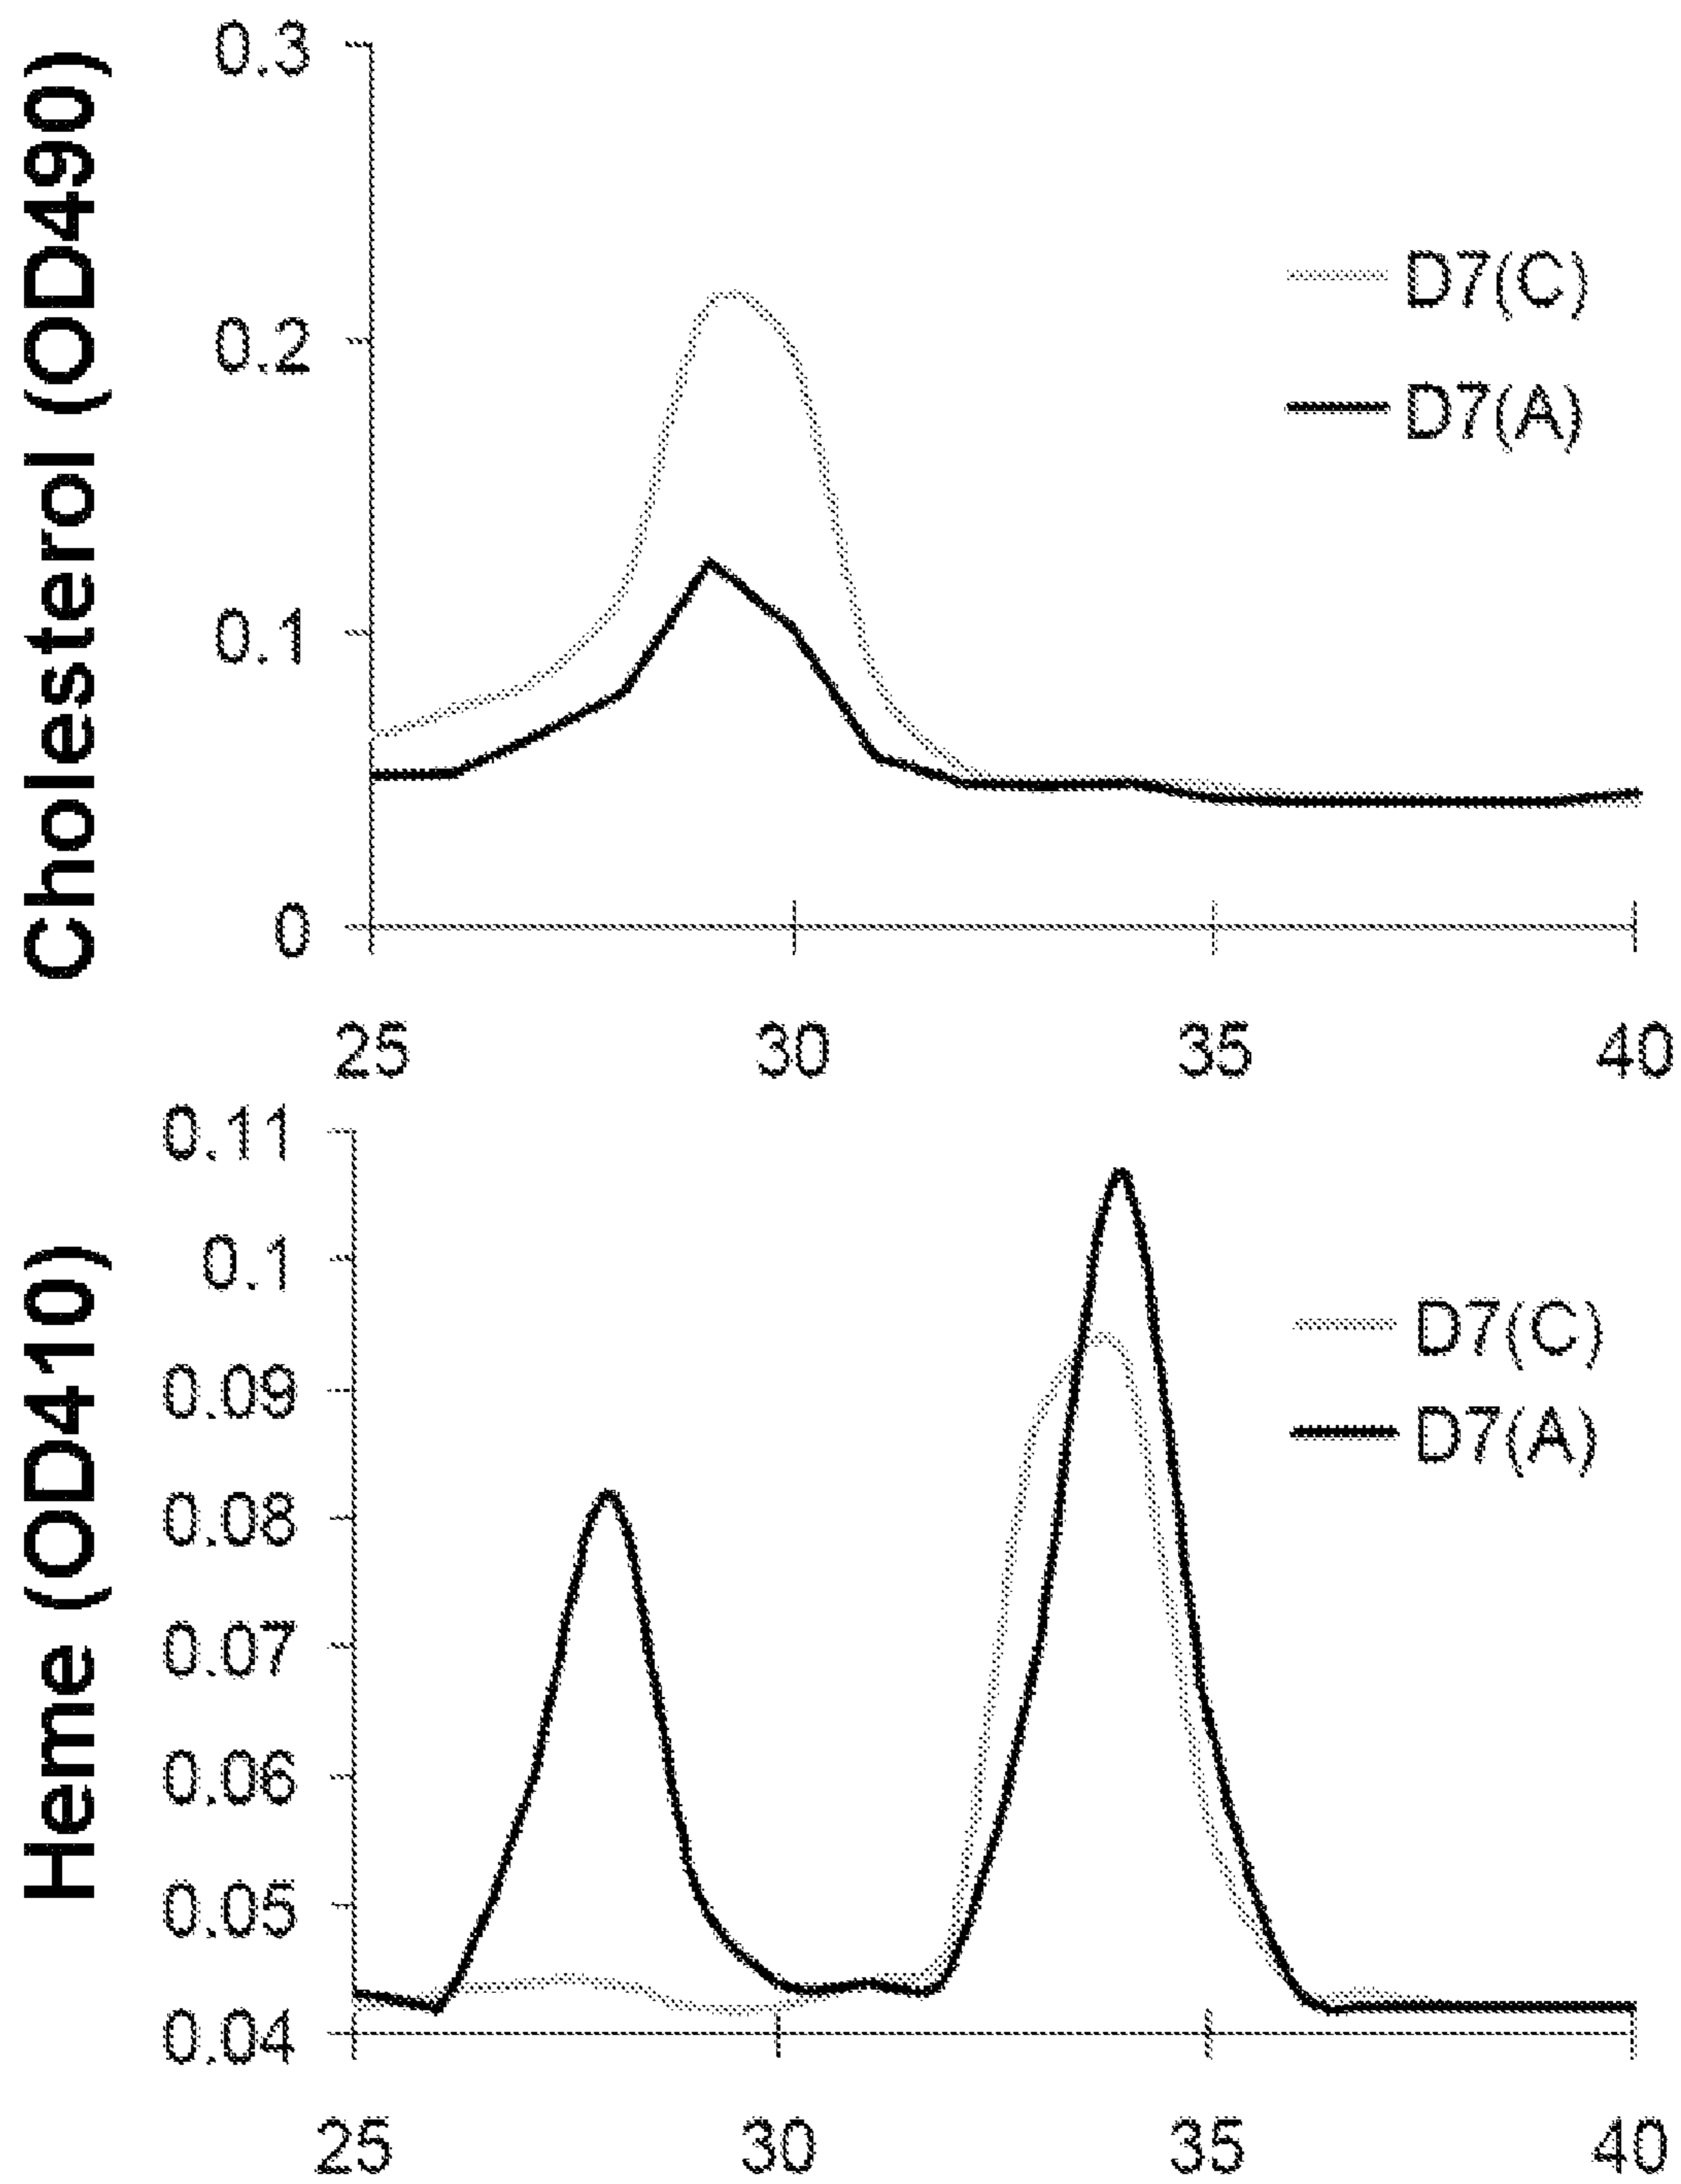 Cholesterol (OD490)
0.3
0.2
0.1
0
D7(C)
D7(A)
25 30 35 40
Heme (OD410)
0.11
0.1
0.09
0.08
0.07
0.06
0.05
0.04
D7(C)
D7(A)
25 30 35 40